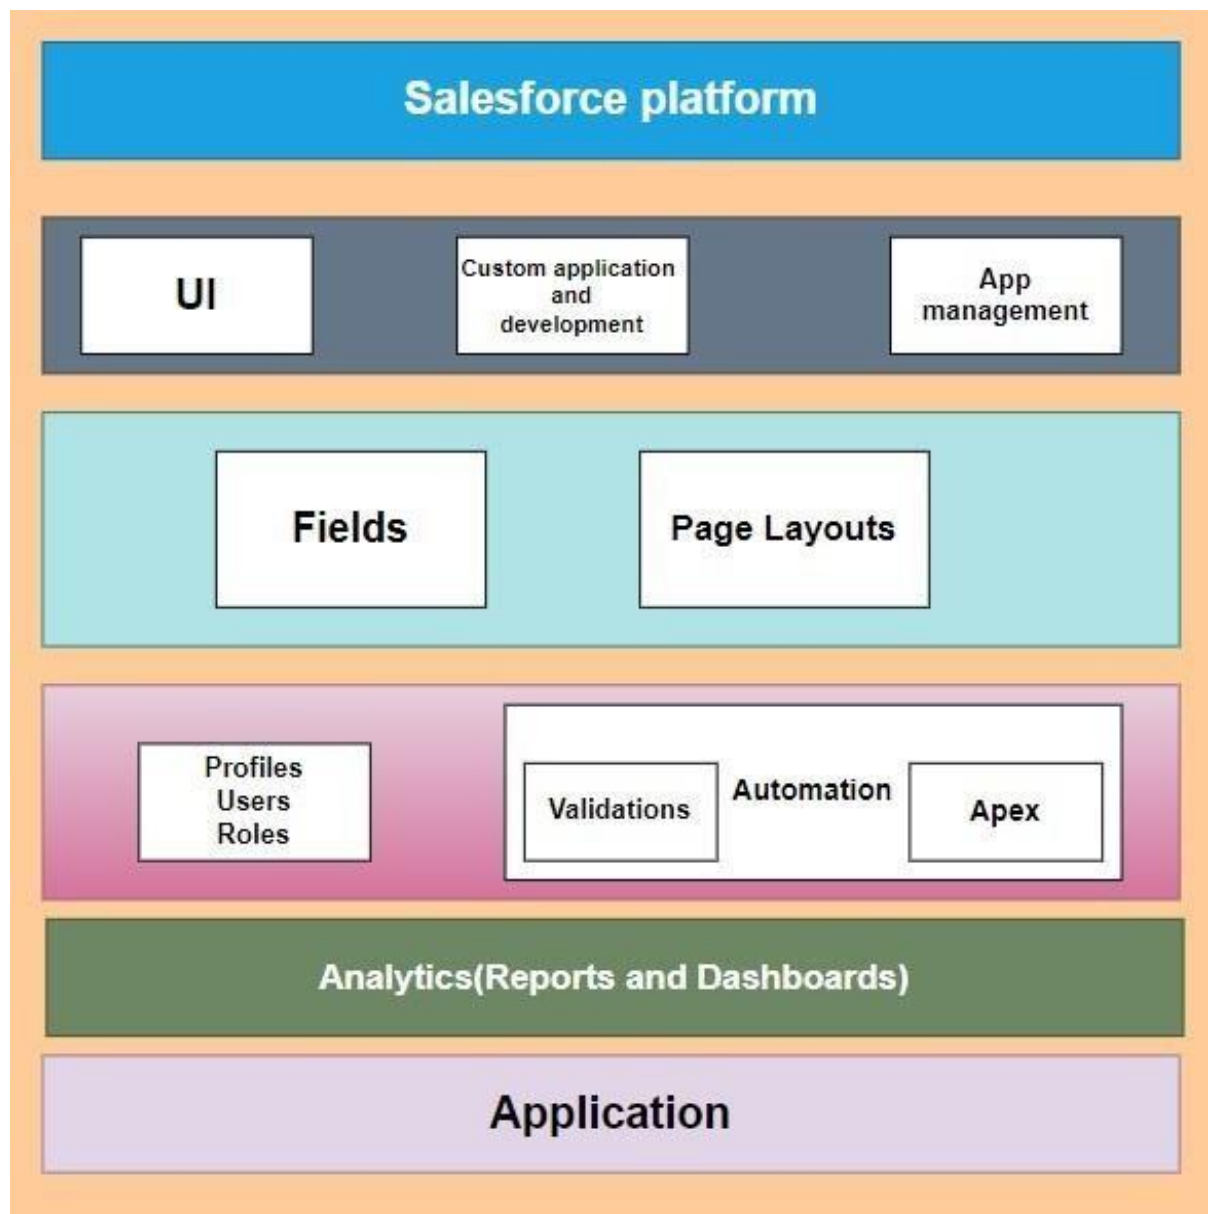 Salesforce platform
UI
Custom application
and
development
App
management
Fields
Page Layouts
Profiles
Users
Roles
Validations
Automation
Apex
Analytics(Reports and Dashboards)
Application